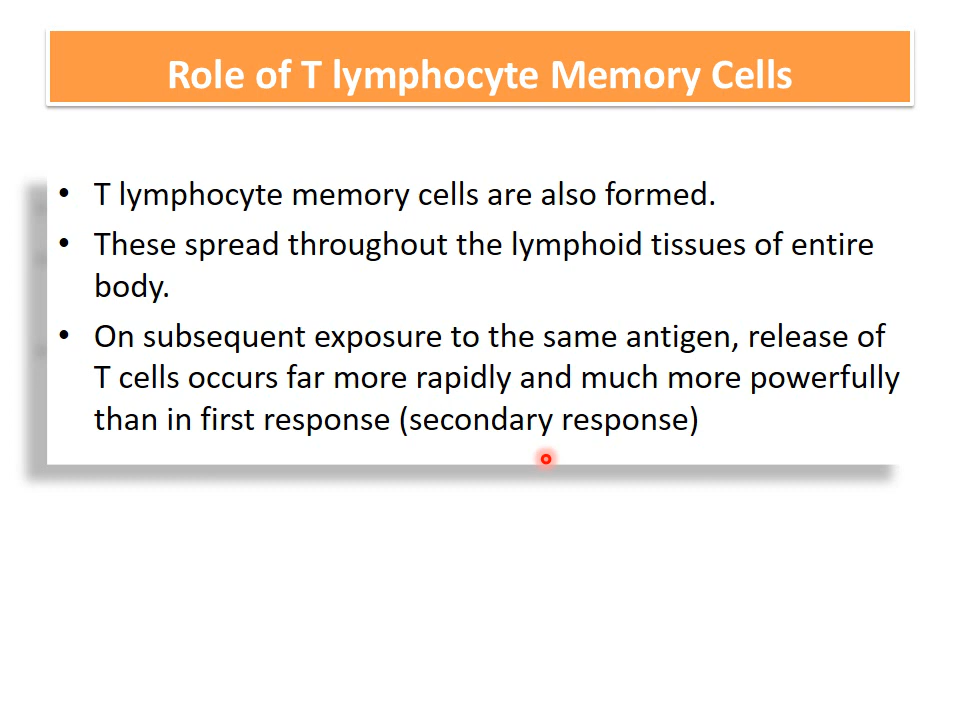 Role of T lymphocyte Memory Cells
• T lymphocyte memory cells are also formed.
• These spread throughout the lymphoid tissues of entire
body.
• On subsequent exposure to the same antigen, release of
T cells occurs far more rapidly and much more powerfully
than in first response (secondary response)